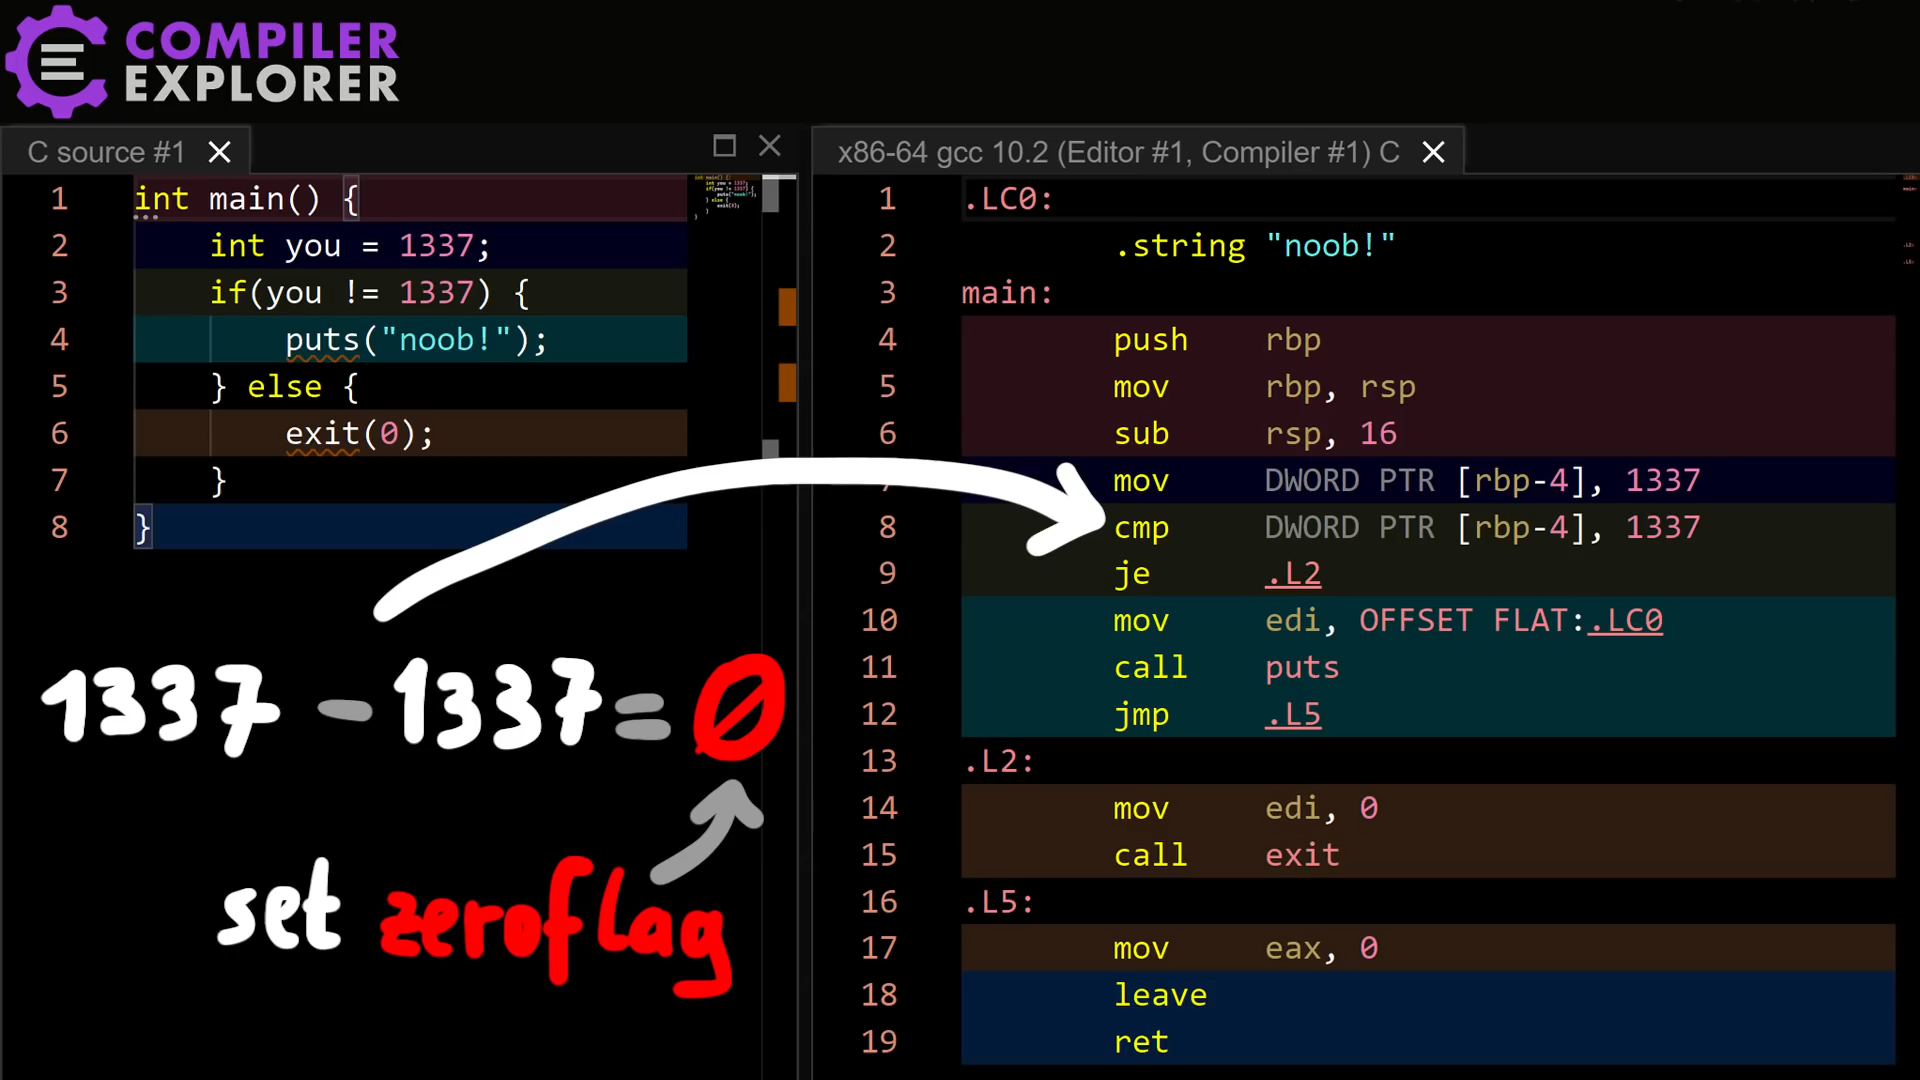 COMPILER
EXPLORER
C source #1
1 int main() {
2 int you = 1337;
3 if(you != 1337) {
4 puts("noob!");
5 } else {
6 exit(0);
7 }
8 }
1337 - 1337 = 0
set zeroflag
x86-64 gcc 10.2 (Editor #1, Compiler #1) C
1 .LC0:
2 .string "noob!"
3 main:
4 push rbp
5 mov rbp, rsp
6 sub rsp, 16
mov DWORD PTR [rbp-4], 1337
8 cmp DWORD PTR [rbp-4], 1337
9 je .L2
10 mov edi, OFFSET FLAT:.LC0
11 call puts
12 jmp .L5
13 .L2:
14 mov edi, 0
15 call exit
16 .L5:
17 mov eax, 0
18 leave
19 ret